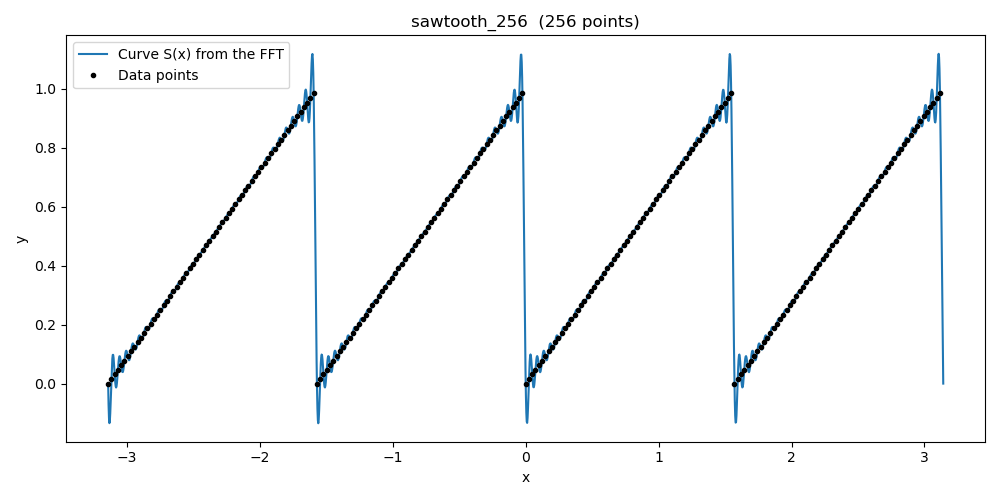 sawtooth_256  (256 points)
Curve S(x) from the FFT
Data points
y
1.0
0.8
0.6
0.4
0.2
0.0
−3 −2 −1 0 1 2 3
x